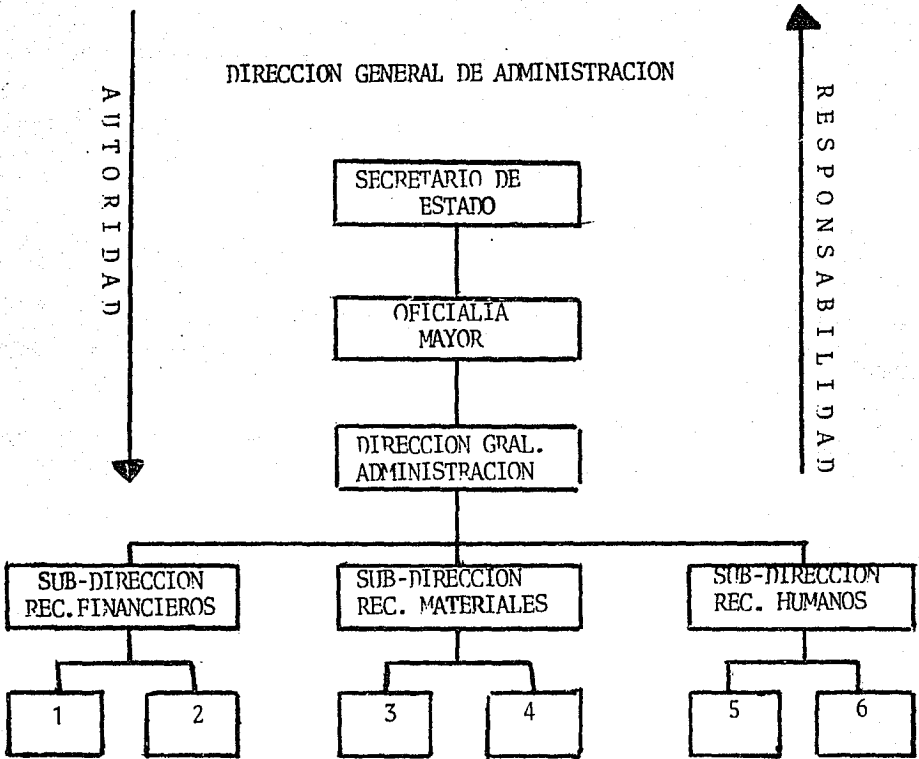 DIRECCION GENERAL DE ADMINISTRACION
AUTORIDAD
RESPONSABILIDAD
SECRETARIO DE
ESTADO
OFICIALIA
MAYOR
DIRECCION GRAL.
ADMINISTRACION
SUB-DIRECCION
REC.FINANCIEROS
SUB-DIRECCION
REC. MATERIALES
SUB-DIRECCION
REC. HUMANOS
1
2
3
4
5
6